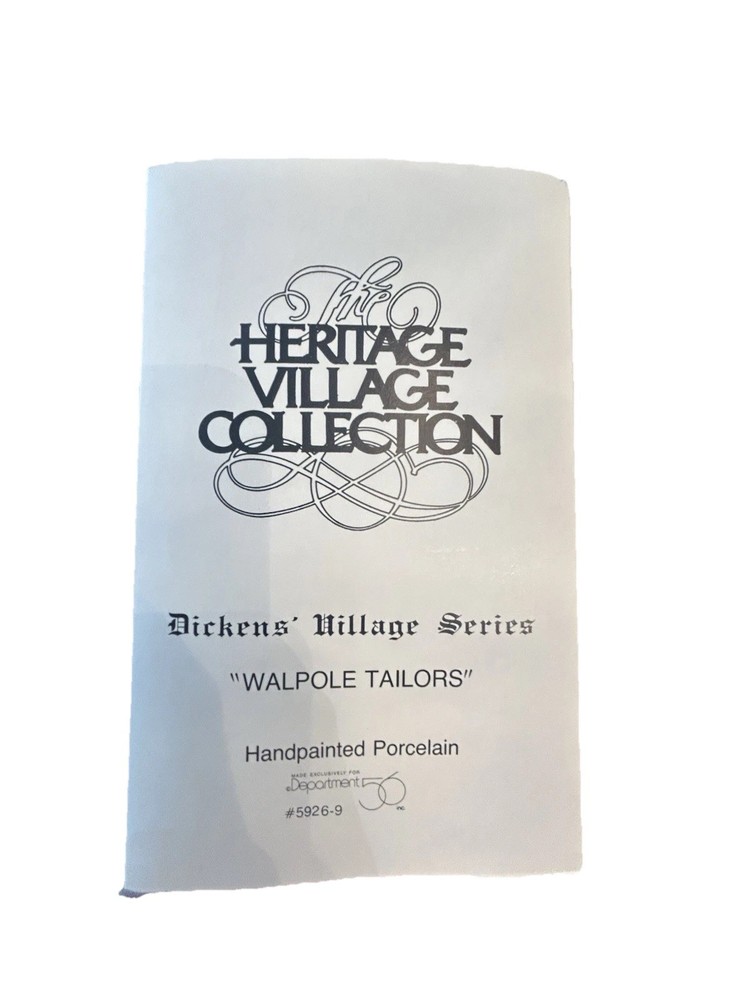 The
HERITAGE
VILLAGE
COLLECTION
Dickens' Village Series
"WALPOLE TAILORS"
Handpainted Porcelain
MADE EXCLUSIVELY FOR
©Department 56 INC.
#5926-9